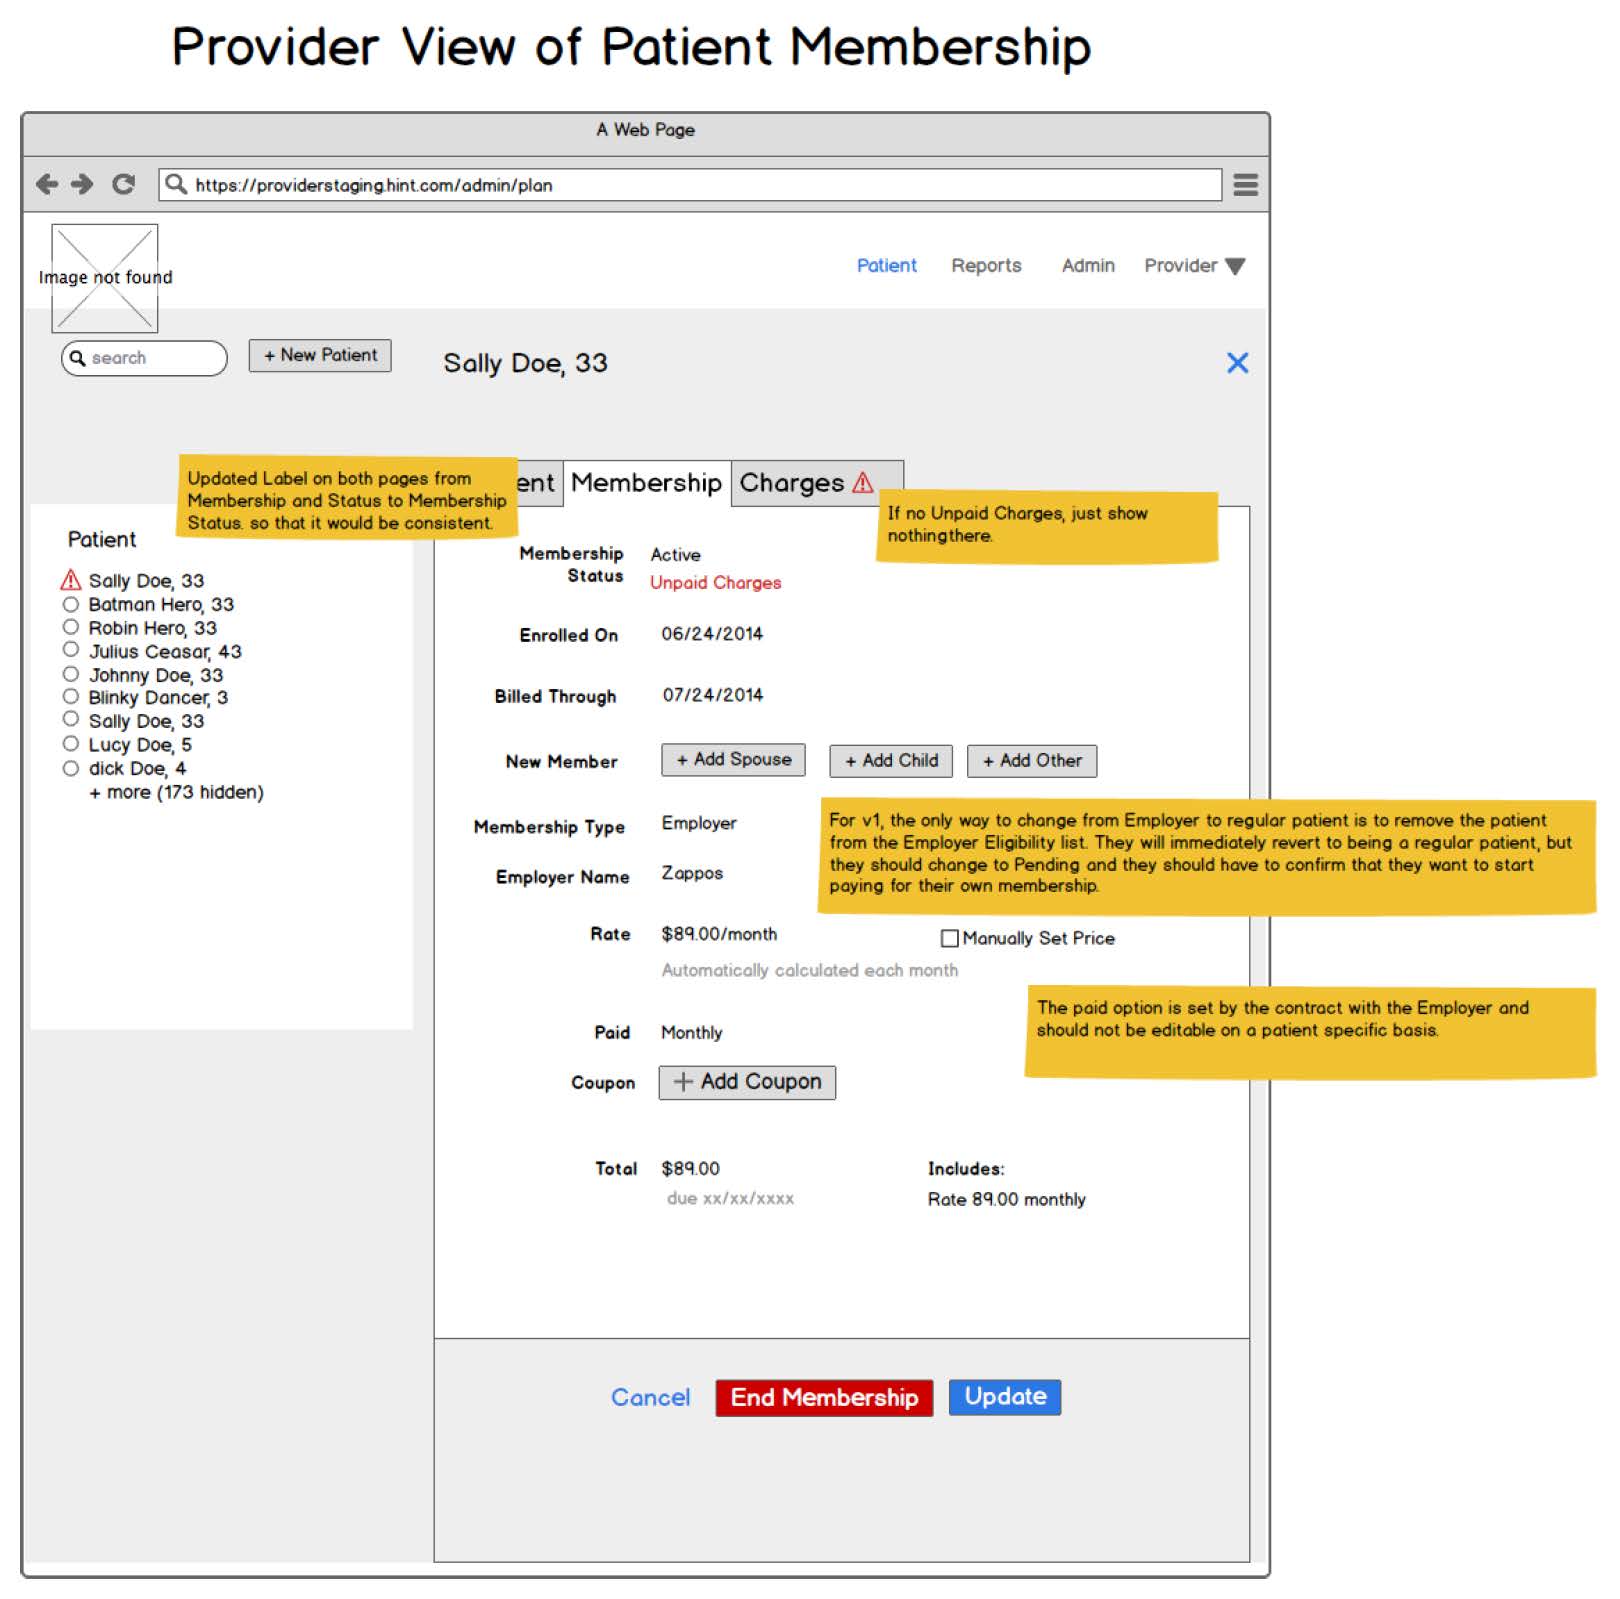 Provider View of Patient Membership
A Web Page
https://providerstaging.hint.com/admin/plan
Image not found
Patient Reports Admin Provider
search
+ New Patient
Sally Doe, 33
Updated Label on both pages from
Membership and Status to Membership
Status. so that it would be consistent.
ent Membership Charges
If no Unpaid Charges, just show
nothingthere.
Patient
Sally Doe, 33
Batman Hero, 33
Robin Hero, 33
Julius Ceasar, 43
Johnny Doe, 33
Blinky Dancer, 3
Sally Doe, 33
Lucy Doe, 5
dick Doe, 4
+ more (173 hidden)
Membership
Status
Active
Unpaid Charges
Enrolled On 06/24/2014
Billed Through 07/24/2014
New Member + Add Spouse + Add Child + Add Other
Membership Type Employer
Employer Name Zappos
For v1, the only way to change from Employer to regular patient is to remove the patient
from the Employer Eligibility list. They will immediately revert to being a regular patient, but
they should change to Pending and they should have to confirm that they want to start
paying for their own membership.
Rate $89.00/month Manually Set Price
Automatically calculated each month
The paid option is set by the contract with the Employer and
should not be editable on a patient specific basis.
Paid Monthly
Coupon + Add Coupon
Total $89.00 Includes:
due xx/xx/xxxx Rate 89.00 monthly
Cancel End Membership Update